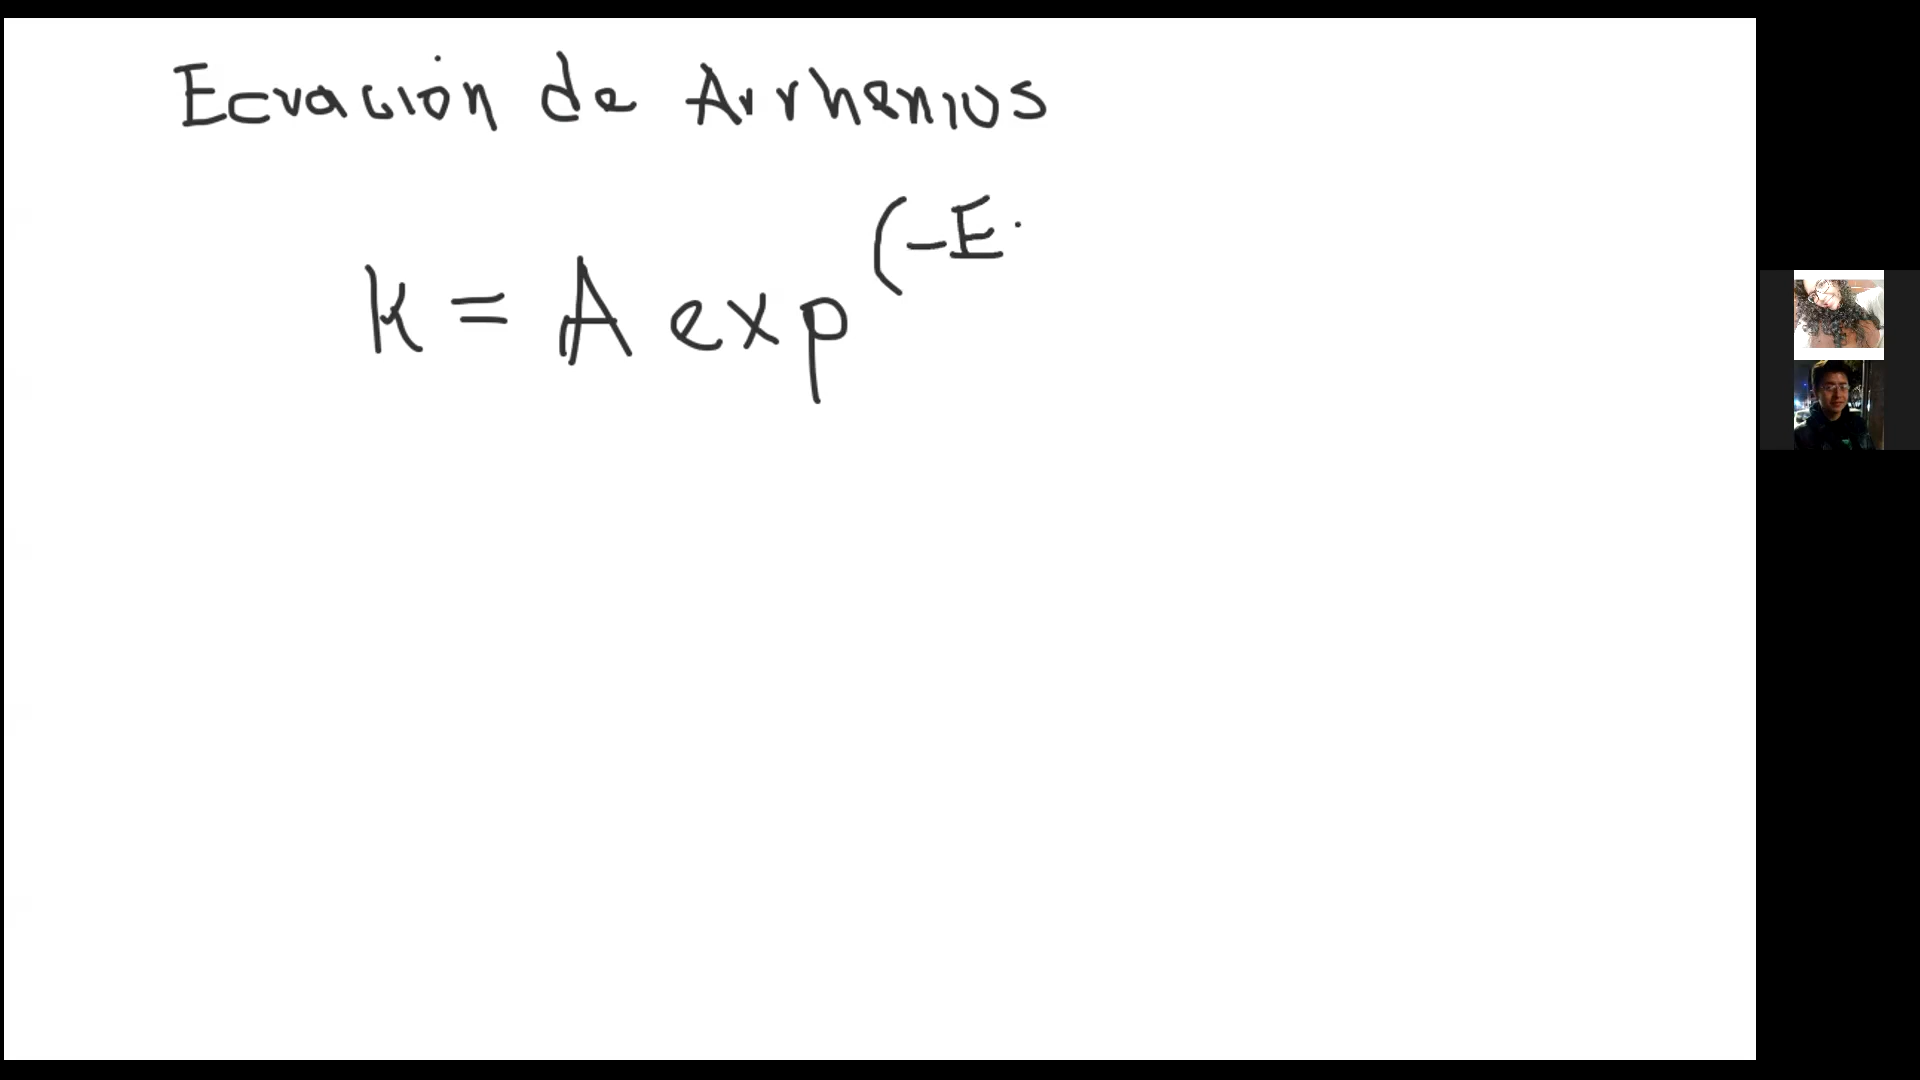 Ecuación de Arrhenius
K = A exp (-E